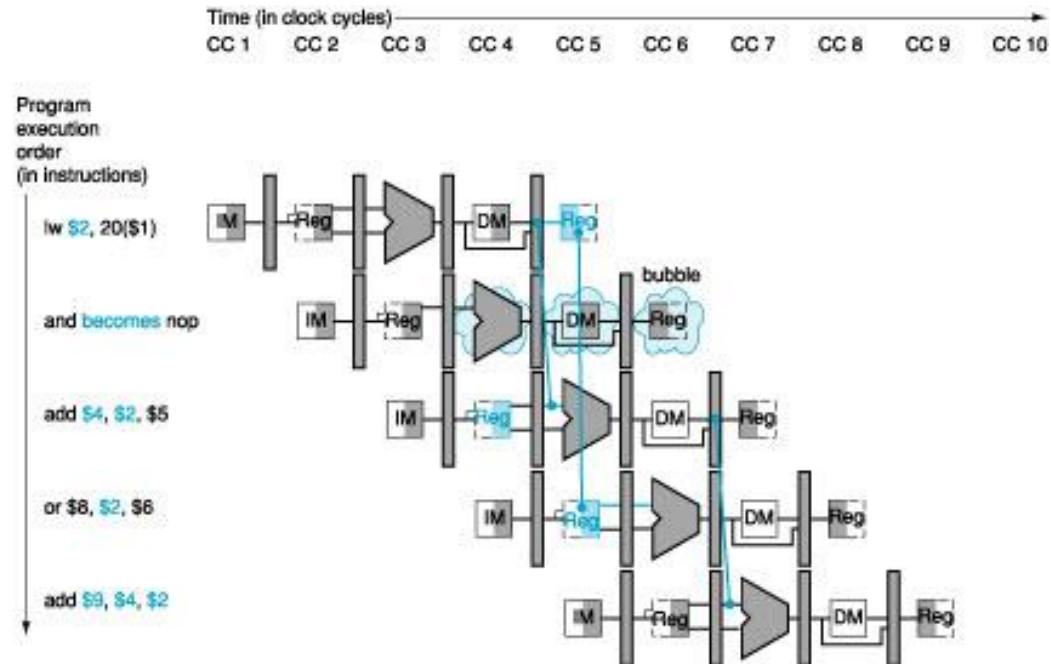 Time (in clock cycles)
CC 1 CC 2 CC 3 CC 4 CC 5 CC 6 CC 7 CC 8 CC 9 CC 10
Program
execution
order
(in instructions)
lw $2, 20($1)
IM Reg DM Reg
bubble
and becomes nop
IM Reg DM Reg
add $4, $2, $5
IM Reg DM Reg
or $8, $2, $6
IM Reg DM Reg
add $9, $4, $2
IM Reg DM Reg